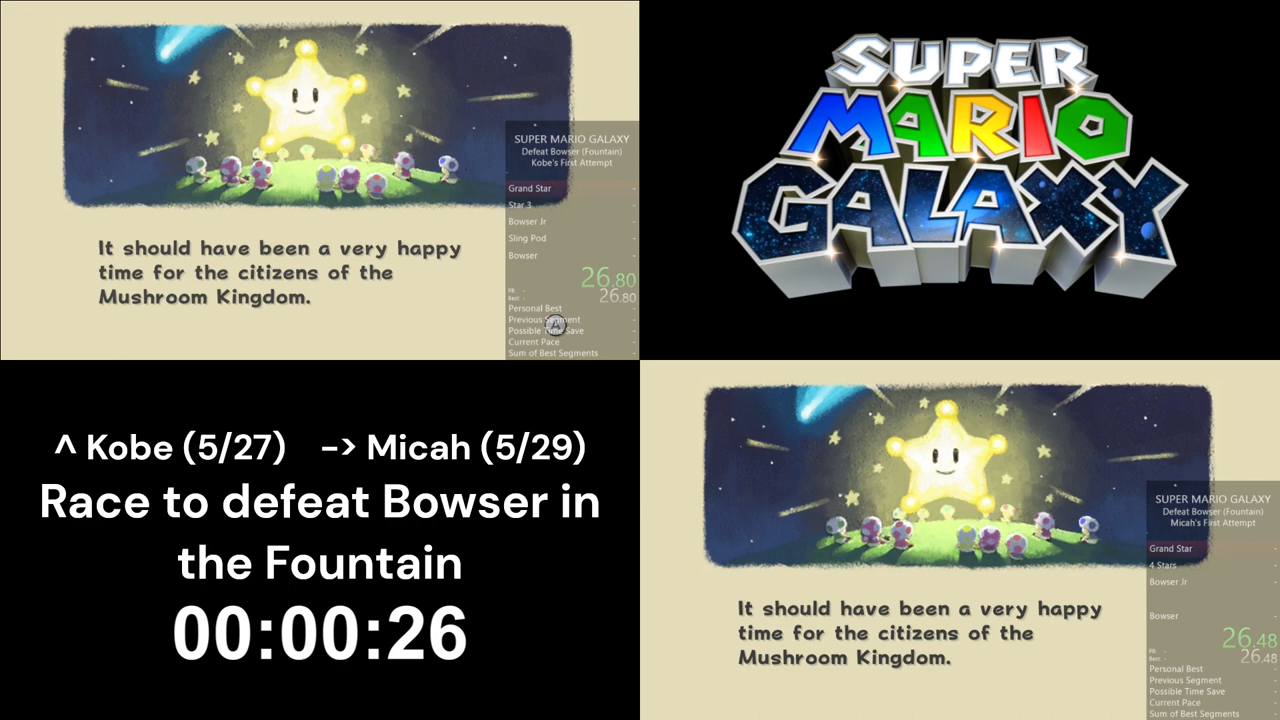 It should have been a very happy
time for the citizens of the
Mushroom Kingdom.
SUPER MARIO GALAXY
Defeat Bowser (Fountain)
Kobe's First Attempt
Grand Star -
Star 3 -
Bowser Jr -
Sling Pod -
Bowser -
26.80
PB: -
Best: -
26.80
Personal Best -
Previous Segment -
Possible Time Save -
Current Pace -
Sum of Best Segments -
A
SUPER
MARIO
GALAXY
^ Kobe (5/27) -> Micah (5/29)
Race to defeat Bowser in
the Fountain
00:00:26
It should have been a very happy
time for the citizens of the
Mushroom Kingdom.
SUPER MARIO GALAXY
Defeat Bowser (Fountain)
Micah's First Attempt
Grand Star -
4 Stars -
Bowser Jr -
Bowser -
26.48
PB: -
Best: -
26.48
Personal Best -
Previous Segment -
Possible Time Save -
Current Pace -
Sum of Best Segments -